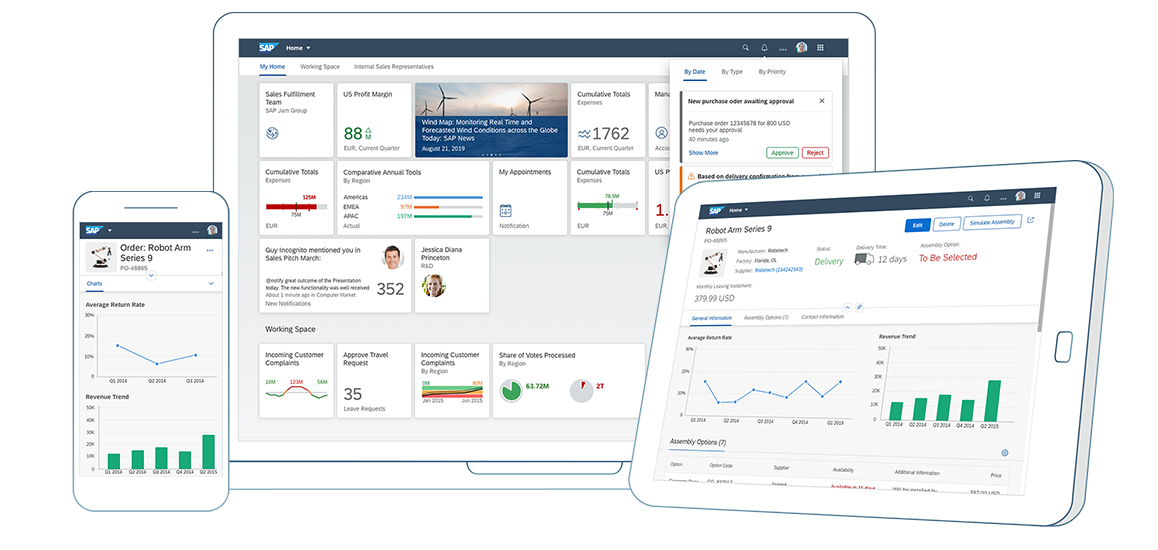 SAP
Home
My Home
Working Space
Internal Sales Representatives
Sales Fulfillment
Team
SAP Jam Group
US Profit Margin
88
M
EUR, Current Quarter
Wind Map: Monitoring Real Time and
Forecasted Wind Conditions across the Globe
Today: SAP News
August 21, 2019
Cumulative Totals
Expenses
1762
EUR, Current Quarter
Mana
Accou
By Date
By Type
By Priority
New purchase oder awaiting approval
Purchase order 12345678 for 800 USD
needs your approval
40 minutes ago
Show More
Approve
Reject
Based on delivery confirmation from
Cumulative Totals
Expenses
125M
75M
EUR
Comparative Annual Tools
By Region
Americas 234M
EMEA 97M
APAC 197M
Actual
My Appointments
Notification
Cumulative Totals
Expenses
78.5M
75M
EUR
US P
1.
EUR
Guy Incognito mentioned you in
Sales Pitch March:
@notify great outcome of the Presentation
today. The new functionality was well received
About 1 minute ago in Computer Market
New Notifications
352
Jessica Diana
Princeton
R&D
Working Space
Incoming Customer
Complaints
16M 123M 56M
Approve Travel
Request
35
Leave Requests
Incoming Customer
Complaints
By Region
0M 80M
Jan 2015 Jun 2015
Share of Votes Processed
By Region
63.72M
2T
SAP
Order: Robot Arm
Series 9
PO-48865
Charts
Average Return Rate
30%
20%
10%
0
Q1 2014 Q2 2014 Q3 2014
Revenue Trend
50K
40K
30K
20K
10K
0
Q1 2014 Q2 2014 Q3 2014 Q4 2014 Q2 2015
SAP
Home
Robot Arm Series 9
PO-48865
Edit
Delete
Simulate Assembly
Manufacturer: Robotech
Factory: Florida, OL
Supplier: Robotech (234242343)
Status:
Delivery
Delivery Time:
12 days
Assembly Option:
To Be Selected
Monthly Leasing Instalment:
379.99 USD
General Information
Assembly Options (7)
Contact Information
Average Return Rate
30%
20%
10%
0
Q1 2014 Q2 2014 Q3 2014 Q4 2014 Q1 2015
Revenue Trend
50K
40K
30K
20K
10K
0
Q1 2014 Q2 2014 Q3 2014 Q4 2014 Q2 2015
Assembly Options (7)
Option
Option Code
Supplier
Availability
Additional Information
Price